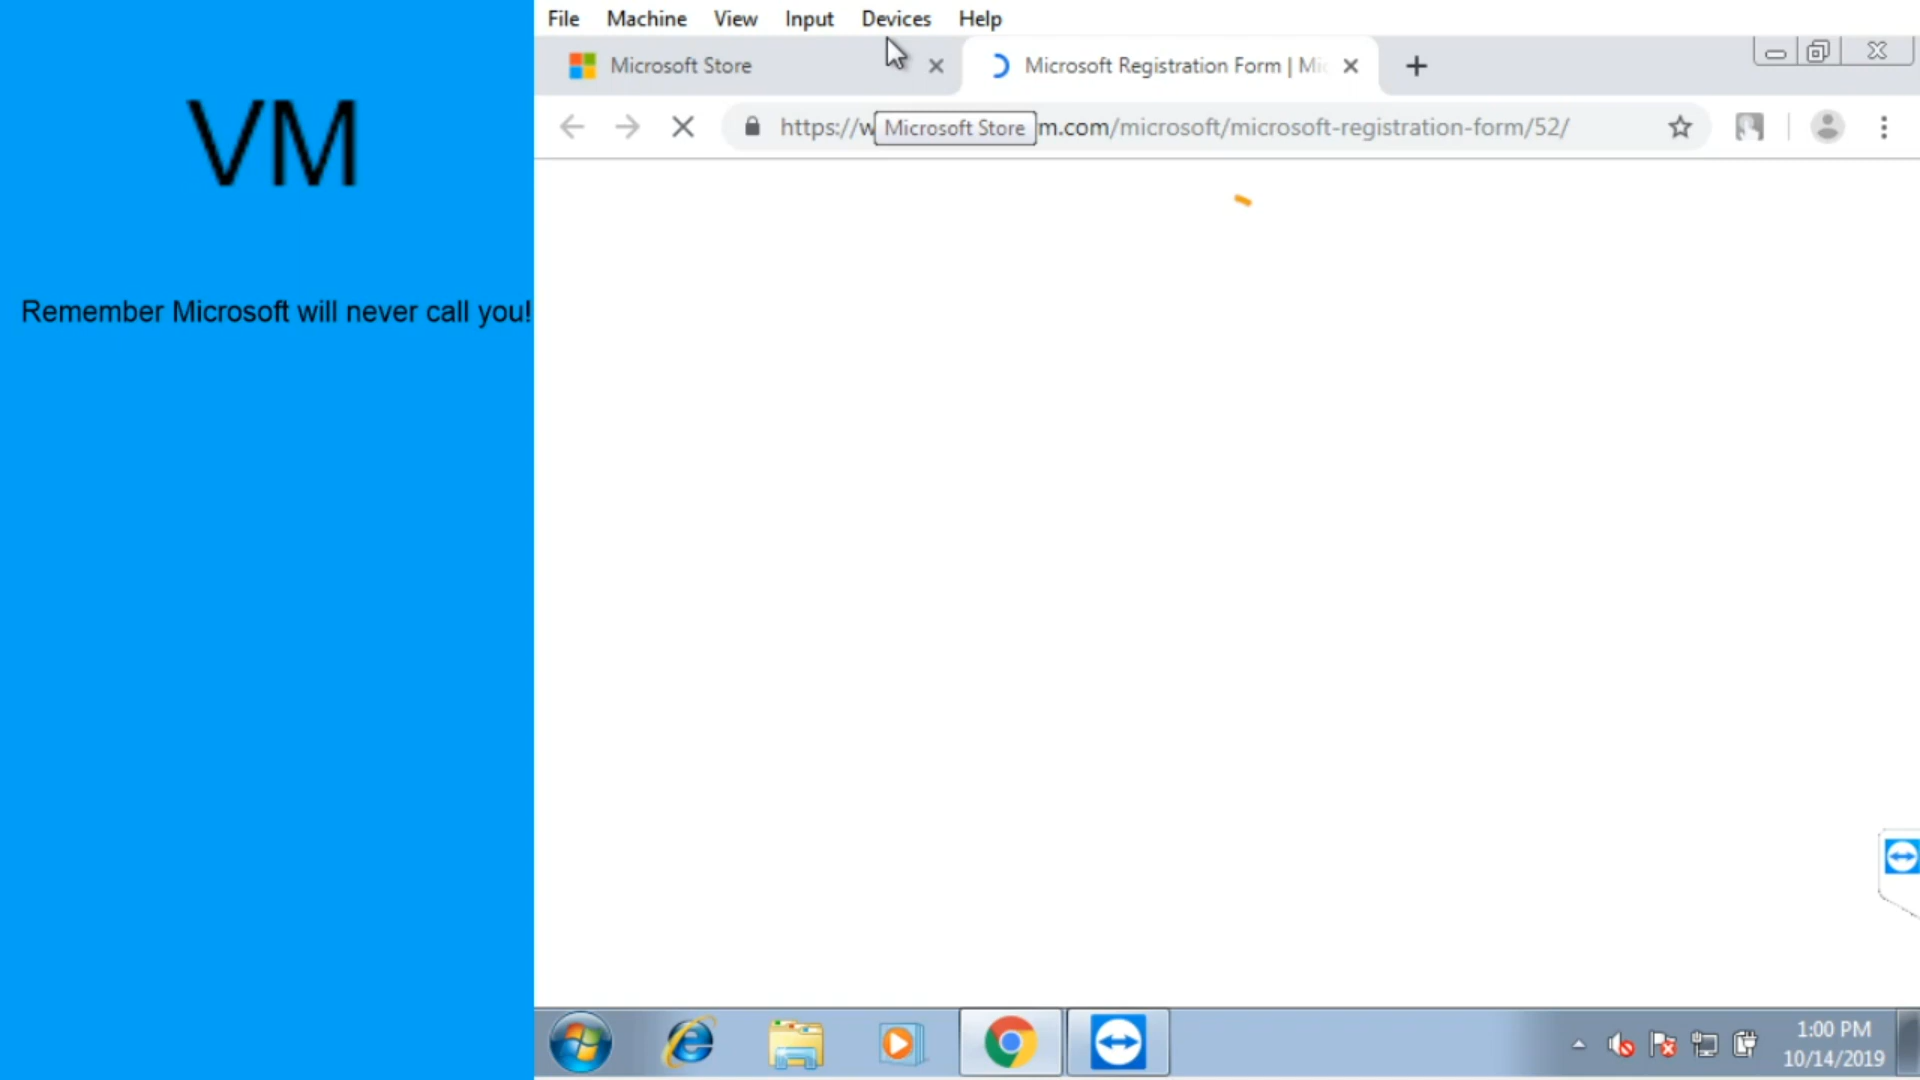 VM
Remember Microsoft will never call you!
File Machine View Input Devices Help
Microsoft Store
Microsoft Registration Form |
https://w
Microsoft Store
m.com/microsoft/microsoft-registration-form/52/
1:00 PM
10/14/2019